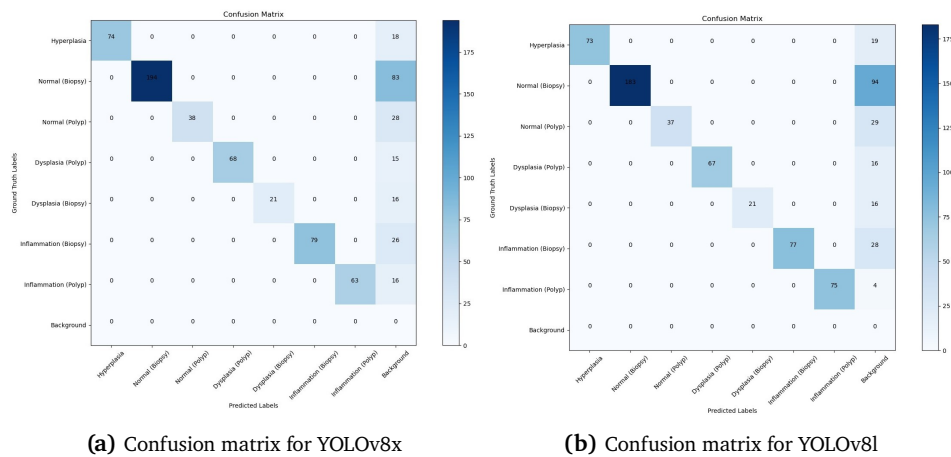 Confusion Matrix
Hyperplasia 74 0 0 0 0 0 0 18
Normal (Biopsy) 0 194 0 0 0 0 0 83
Normal (Polyp) 0 0 38 0 0 0 0 28
Dysplasia (Polyp) 0 0 0 68 0 0 0 15
Dysplasia (Biopsy) 0 0 0 0 21 0 0 16
Inflammation (Biopsy) 0 0 0 0 0 79 0 26
Inflammation (Polyp) 0 0 0 0 0 0 63 16
Background 0 0 0 0 0 0 0 0
Ground Truth Labels
Hyperplasia
Normal (Biopsy)
Normal (Polyp)
Dysplasia (Polyp)
Dysplasia (Biopsy)
Inflammation (Biopsy)
Inflammation (Polyp)
Background
Predicted Labels
175
150
125
100
75
50
25
0
(a) Confusion matrix for YOLOv8x
Confusion Matrix
Hyperplasia 73 0 0 0 0 0 0 19
Normal (Biopsy) 0 183 0 0 0 0 0 94
Normal (Polyp) 0 0 37 0 0 0 0 29
Dysplasia (Polyp) 0 0 0 67 0 0 0 16
Dysplasia (Biopsy) 0 0 0 0 21 0 0 16
Inflammation (Biopsy) 0 0 0 0 0 77 0 28
Inflammation (Polyp) 0 0 0 0 0 0 75 4
Background 0 0 0 0 0 0 0 0
Ground Truth Labels
Hyperplasia
Normal (Biopsy)
Normal (Polyp)
Dysplasia (Polyp)
Dysplasia (Biopsy)
Inflammation (Biopsy)
Inflammation (Polyp)
Background
Predicted Labels
175
150
125
100
75
50
25
0
(b) Confusion matrix for YOLOv8l